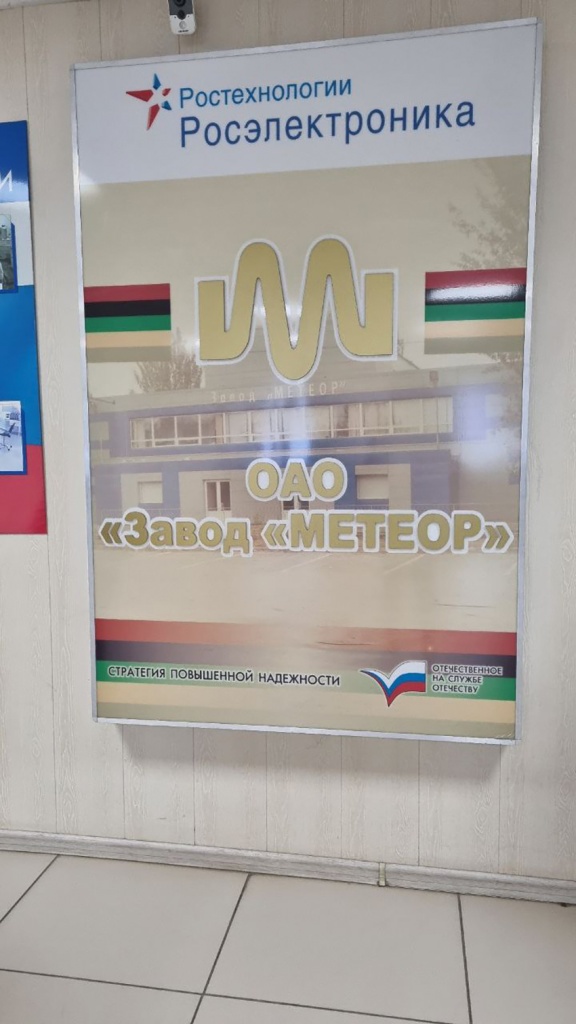 Ростехнологии
Росэлектроника
И
Завод «МЕТЕОР»
ОАО
«Завод «МЕТЕОР»
СТРАТЕГИЯ ПОВЫШЕННОЙ НАДЕЖНОСТИ
ОТЕЧЕСТВЕННОЕ
НА СЛУЖБЕ
ОТЕЧЕСТВУ